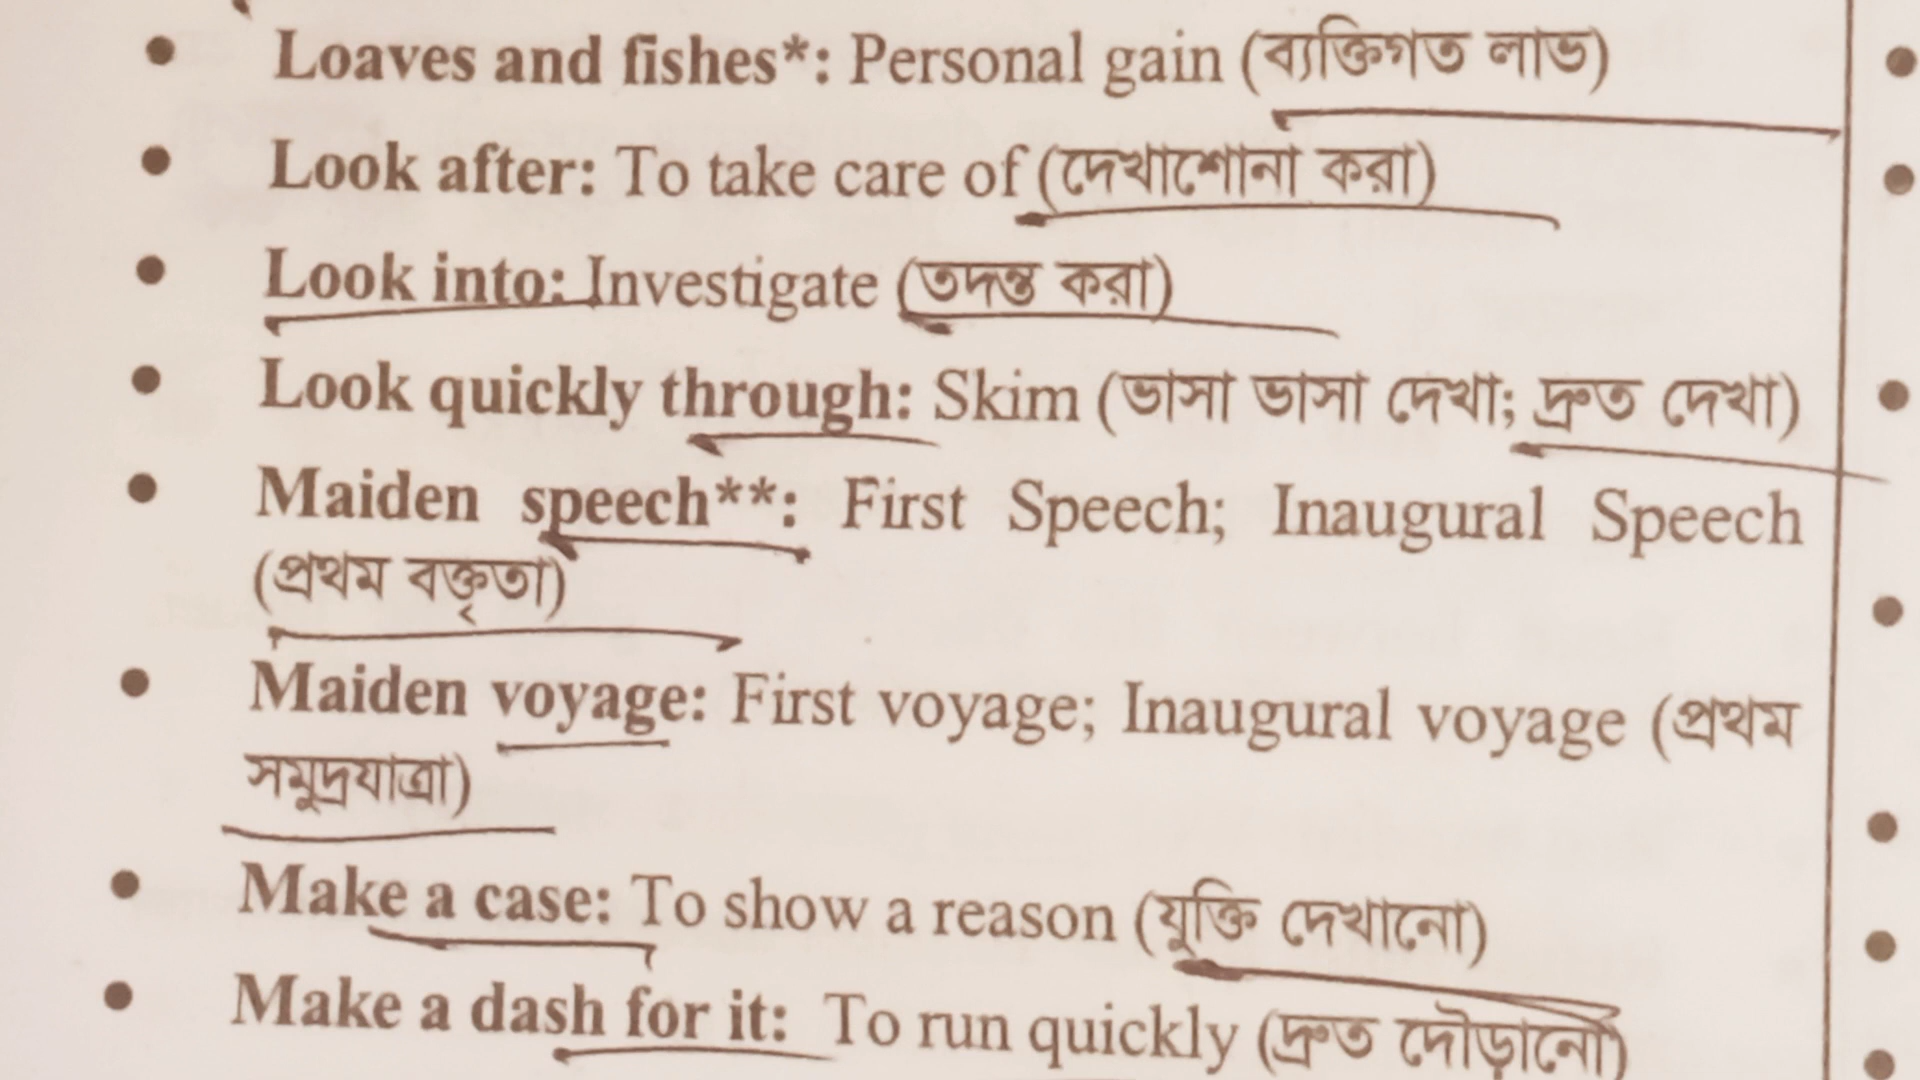 • Loaves and fishes*: Personal gain (ব্যক্তিগত লাভ)
• Look after: To take care of (দেখাশোনা করা)
• Look into: Investigate (তদন্ত করা)
• Look quickly through: Skim (ভাসা ভাসা দেখা; দ্রুত দেখা)
• Maiden speech**: First Speech; Inaugural Speech
(প্রথম বক্তৃতা)
• Maiden voyage: First voyage; Inaugural voyage (প্রথম
সমুদ্রযাত্রা)
• Make a case: To show a reason (যুক্তি দেখানো)
• Make a dash for it: To run quickly (দ্রুত দৌড়ানো)